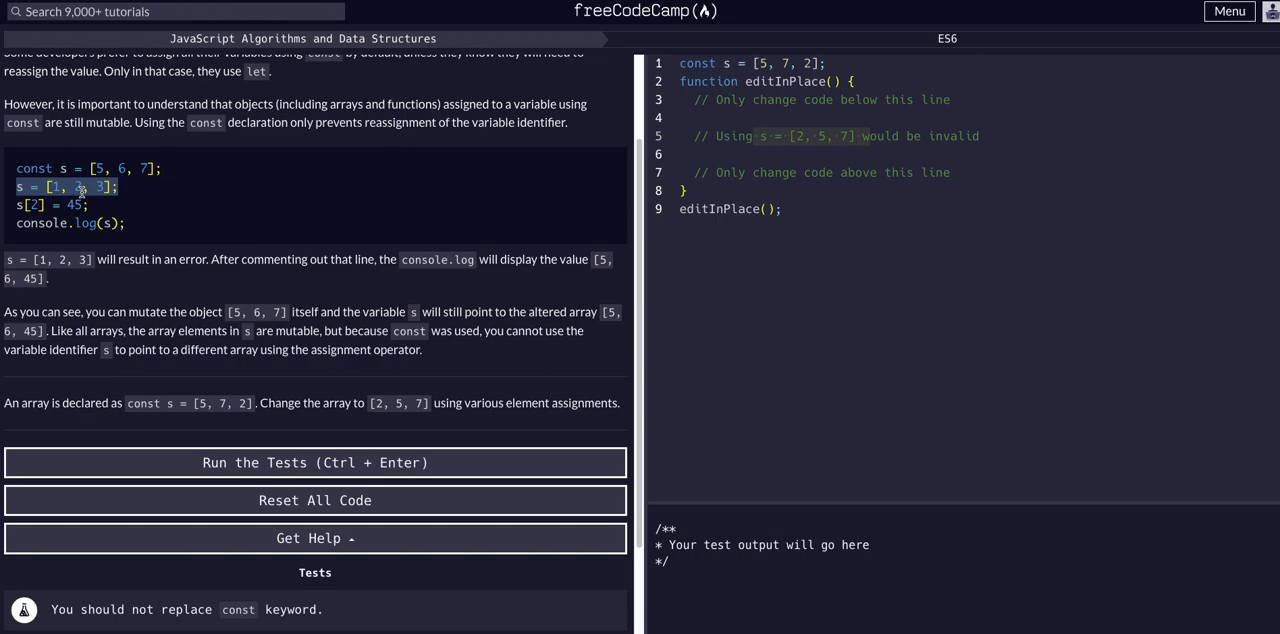 Search 9,000+ tutorials
freeCodeCamp
Menu
JavaScript Algorithms and Data Structures
ES6
Some developers prefer to assign all their variables using const by default, unless they know they will need to
reassign the value. Only in that case, they use let.
However, it is important to understand that objects (including arrays and functions) assigned to a variable using
const are still mutable. Using the const declaration only prevents reassignment of the variable identifier.
const s = [5, 6, 7];
s = [1, 2, 3];
s[2] = 45;
console.log(s);
s = [1, 2, 3] will result in an error. After commenting out that line, the console.log will display the value [5,
6, 45].
As you can see, you can mutate the object [5, 6, 7] itself and the variable s will still point to the altered array [5,
6, 45]. Like all arrays, the array elements in s are mutable, but because const was used, you cannot use the
variable identifier s to point to a different array using the assignment operator.
An array is declared as const s = [5, 7, 2]. Change the array to [2, 5, 7] using various element assignments.
Run the Tests (Ctrl + Enter)
Reset All Code
Get Help
Tests
You should not replace const keyword.
1 const s = [5, 7, 2];
2 function editInPlace() {
3 // Only change code below this line
4
5 // Using s = [2, 5, 7] would be invalid
6
7 // Only change code above this line
8 }
9 editInPlace();
/**
* Your test output will go here
*/